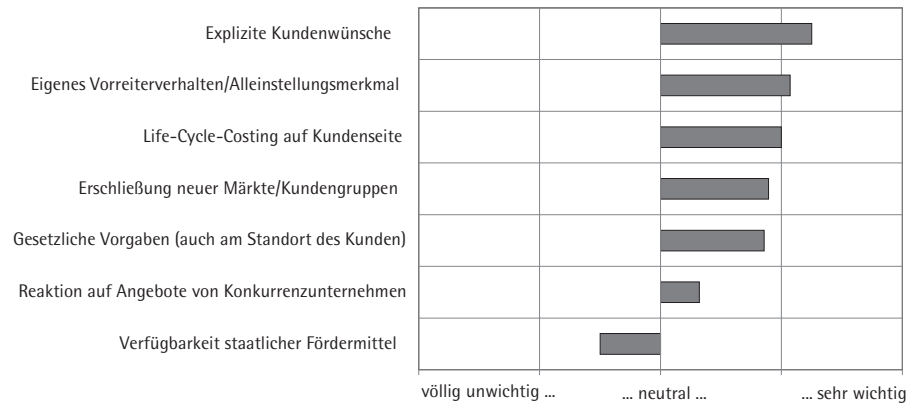 Explizite Kundenwünsche
Eigenes Vorreiterverhalten/Alleinstellungsmerkmal
Life-Cycle-Costing auf Kundenseite
Erschließung neuer Märkte/Kundengruppen
Gesetzliche Vorgaben (auch am Standort des Kunden)
Reaktion auf Angebote von Konkurrenzunternehmen
Verfügbarkeit staatlicher Fördermittel
völlig unwichtig ... ... neutral ... ... sehr wichtig